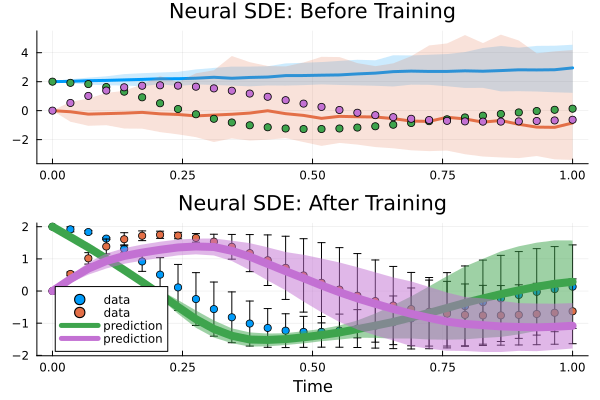 Neural SDE: Before Training
4
2
0
−2
0.00 0.25 0.50 0.75 1.00
Neural SDE: After Training
2
1
0
−1
−2
data
data
prediction
prediction
0.00 0.25 0.50 0.75 1.00
Time